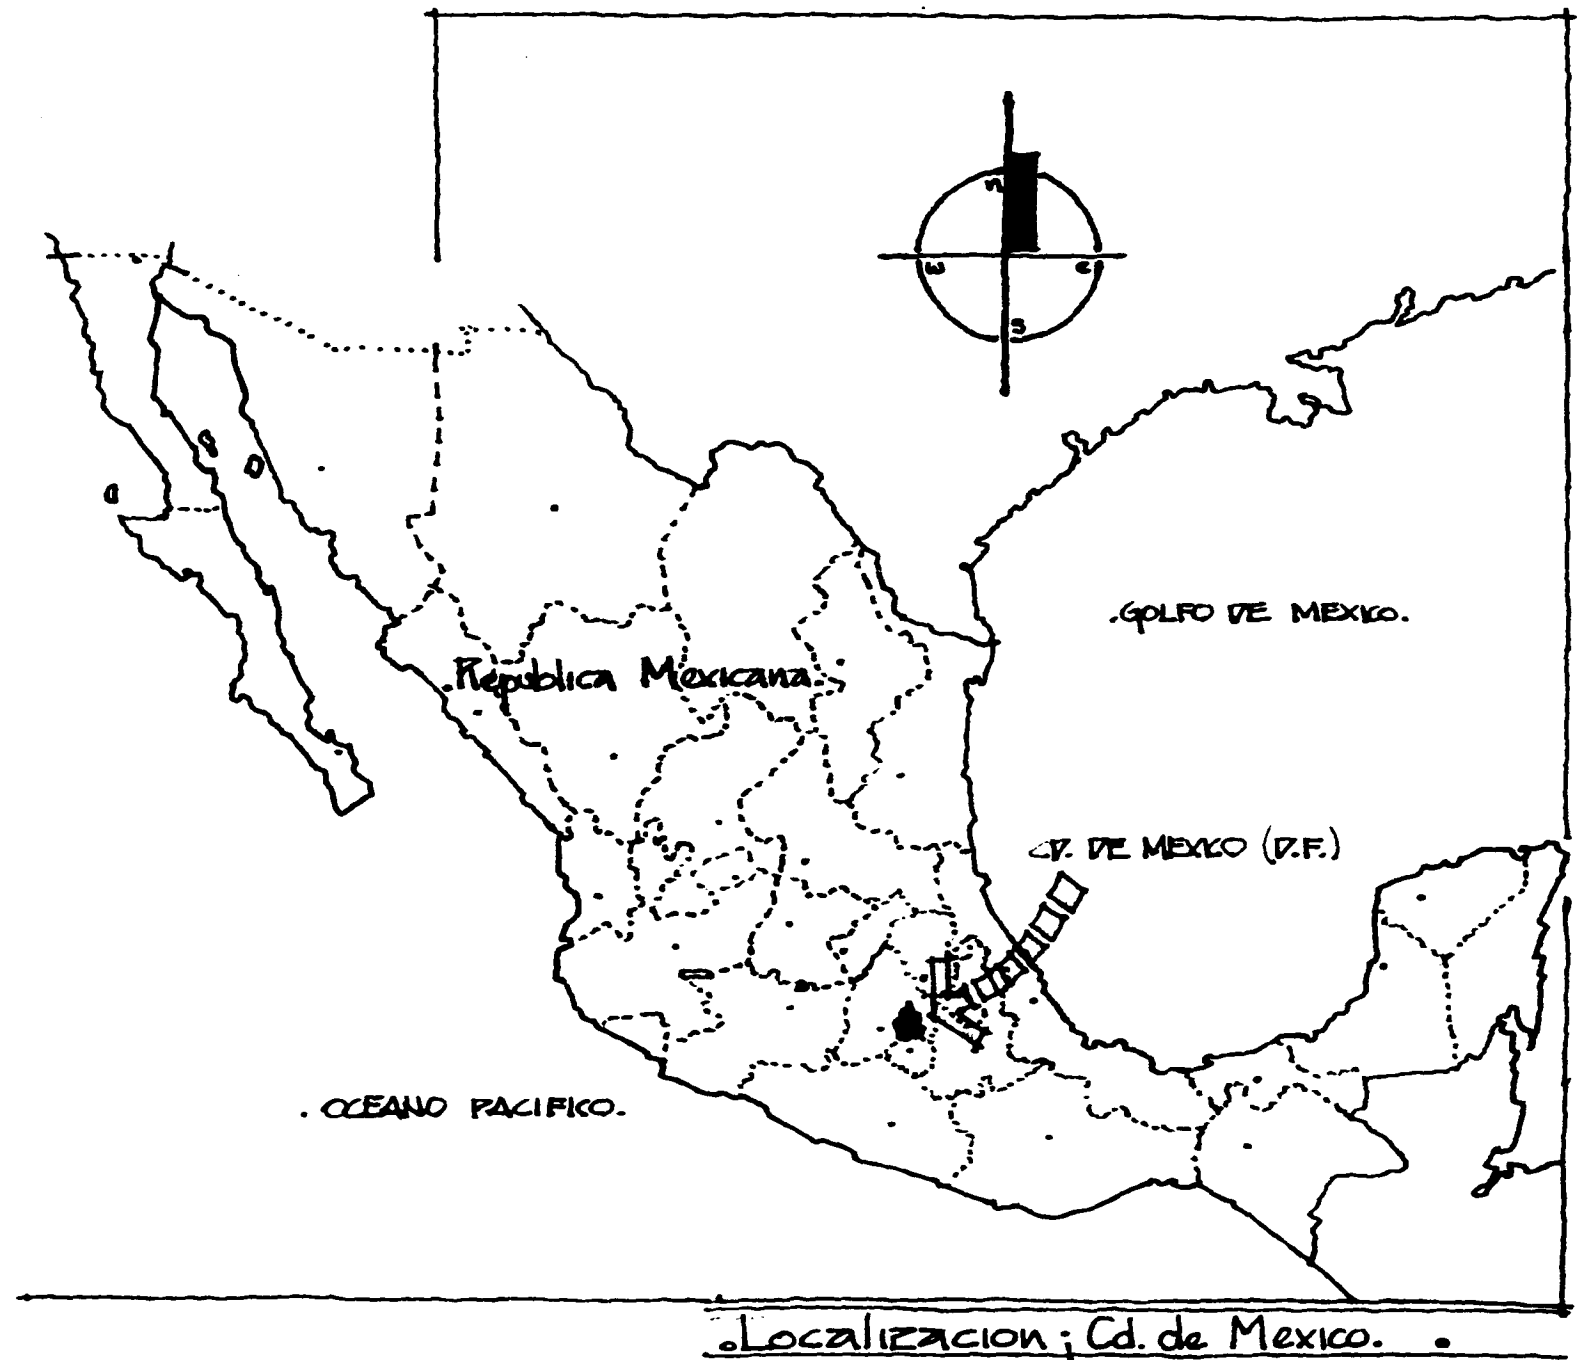 n
w e
s
.GOLFO DE MEXICO.
.Republica Mexicana.
CD. DE MEXICO (D.F.)
. OCEANO PACIFICO.
.Localizacion; Cd. de Mexico. .